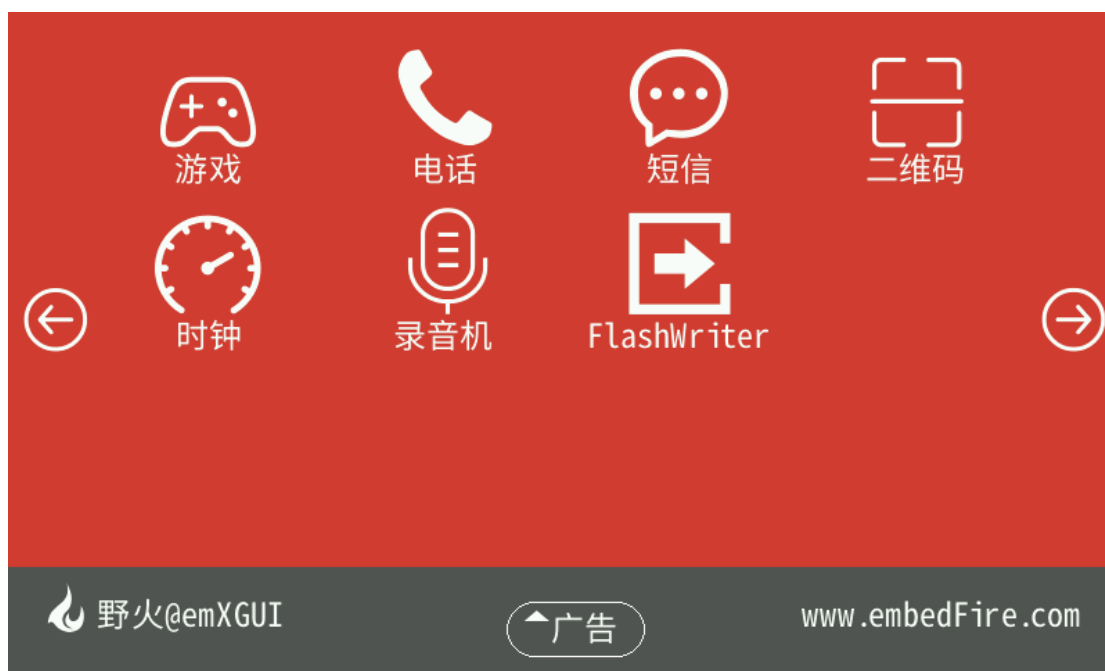 游戏
电话
短信
二维码
时钟
录音机
FlashWriter
野火@emXGUI
广告
www.embedFire.com